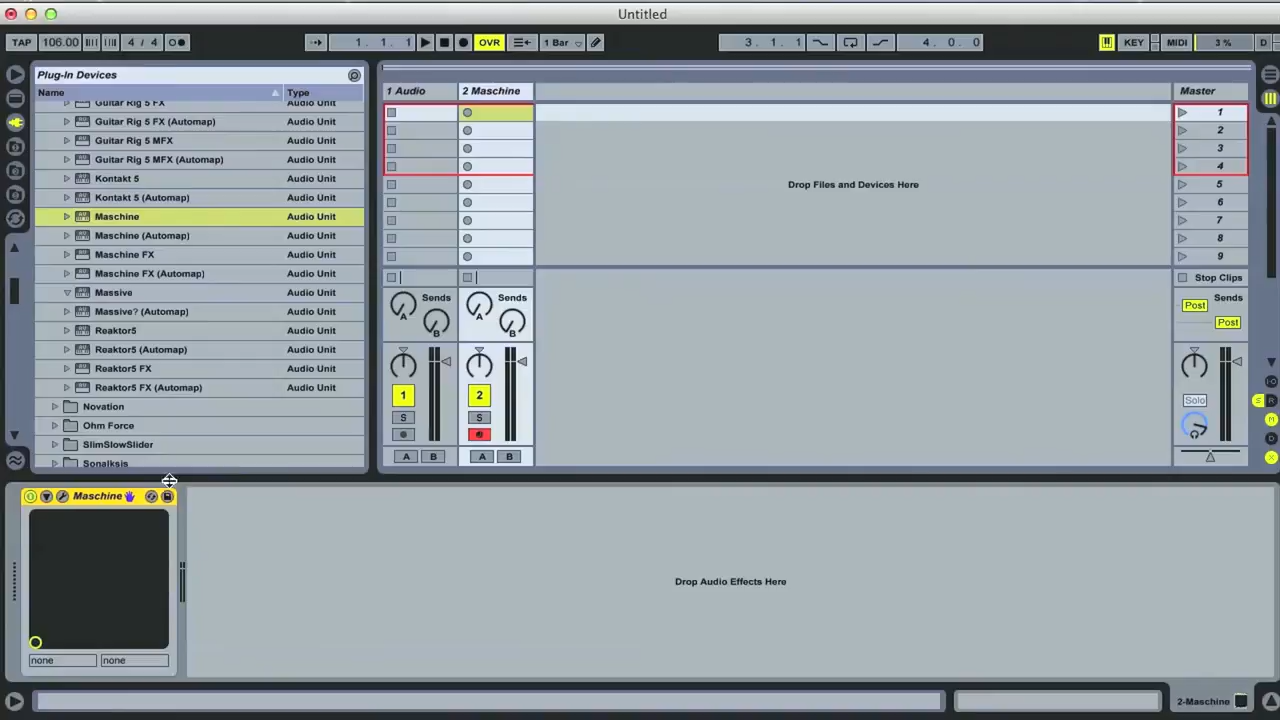 Untitled
TAP 106.00 4 / 4 1. 1. 1 OVR 1 Bar 3. 1. 1 4. 0. 0 KEY MIDI 3 % D
Plug-In Devices
Name Type
Guitar Rig 5 FX Audio Unit
Guitar Rig 5 FX (Automap) Audio Unit
Guitar Rig 5 MFX Audio Unit
Guitar Rig 5 MFX (Automap) Audio Unit
Kontakt 5 Audio Unit
Kontakt 5 (Automap) Audio Unit
Maschine Audio Unit
Maschine (Automap) Audio Unit
Maschine FX Audio Unit
Maschine FX (Automap) Audio Unit
Massive Audio Unit
Massive? (Automap) Audio Unit
Reaktor5 Audio Unit
Reaktor5 (Automap) Audio Unit
Reaktor5 FX Audio Unit
Reaktor5 FX (Automap) Audio Unit
Novation
Ohm Force
SlimSlowSlider
Sonalksis
1 Audio 2 Maschine Master
1
2
3
4
Drop Files and Devices Here 5
6
7
8
9
Stop Clips
Sends Sends Sends
A A Post
B B Post
1 2 Solo
S S S R
M
D
A B A B X
Maschine
Drop Audio Effects Here
none none
2-Maschine